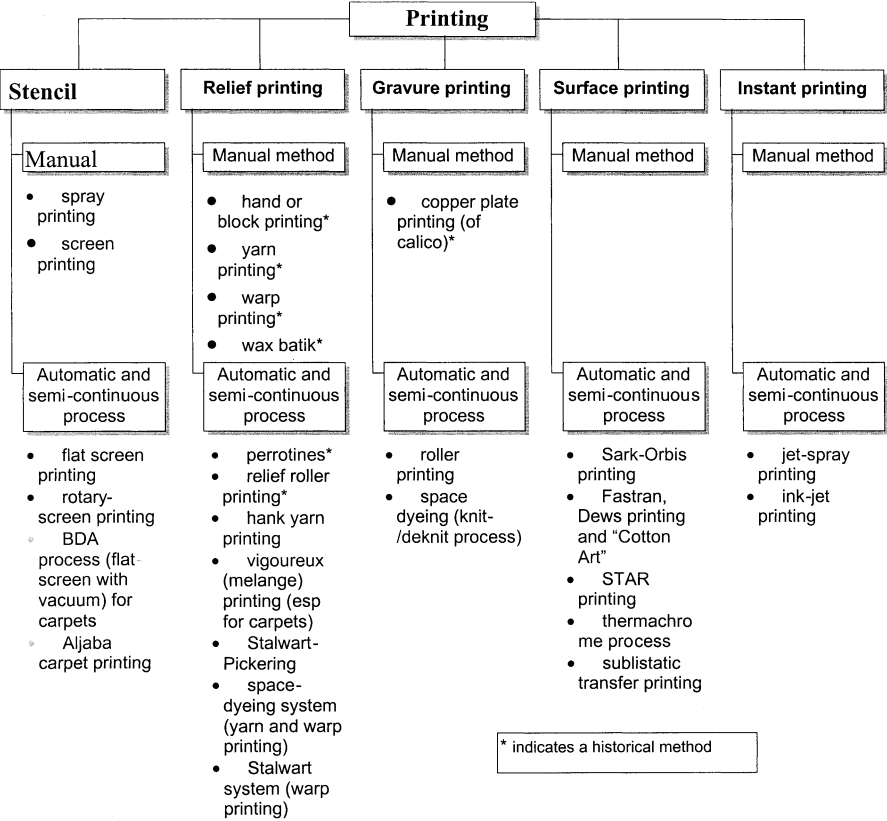 Printing
Stencil
Manual
• spray
printing
• screen
printing
Automatic and
semi-continuous
process
• flat screen
printing
• rotary-
screen printing
• BDA
process (flat-
screen with
vacuum) for
carpets
• Aljaba
carpet printing
Relief printing
Manual method
• hand or
block printing*
• yarn
printing*
• warp
printing*
• wax batik*
Automatic and
semi-continuous
process
• perrotines*
• relief roller
printing*
• hank yarn
printing
• vigoureux
(melange)
printing (esp
for carpets)
• Stalwart-
Pickering
• space-
dyeing system
(yarn and warp
printing)
• Stalwart
system (warp
printing)
Gravure printing
Manual method
• copper plate
printing (of
calico)*
Automatic and
semi-continuous
process
• roller
printing
• space
dyeing (knit-
/deknit process)
Surface printing
Manual method
Automatic and
semi-continuous
process
• Sark-Orbis
printing
• Fastran,
Dews printing
and “Cotton
Art”
• STAR
printing
• thermachro
me process
• sublistatic
transfer printing
Instant printing
Manual method
Automatic and
semi-continuous
process
• jet-spray
printing
• ink-jet
printing
* indicates a historical method